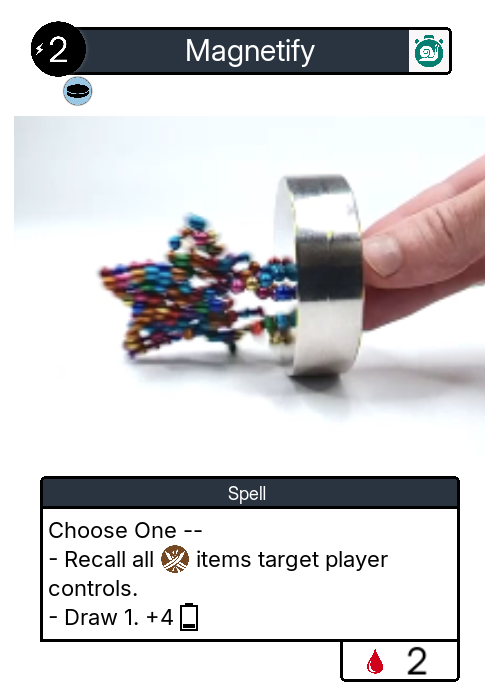 2
Magnetify
Spell
Choose One --
- Recall all items target player
controls.
- Draw 1. +4
2